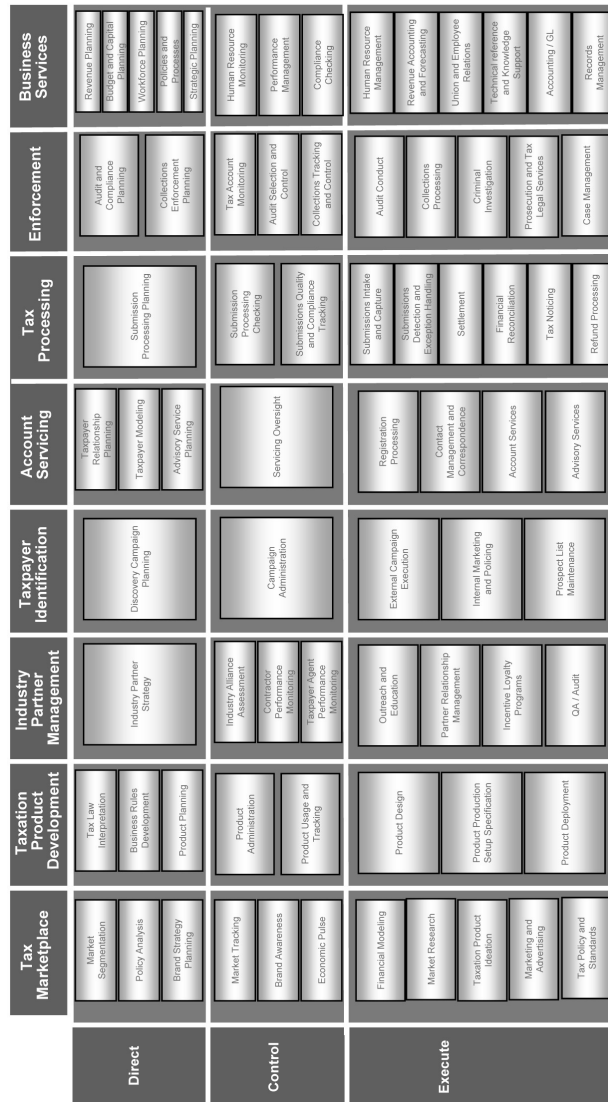 Tax
Marketplace
Taxation
Product
Development
Industry
Partner
Management
Taxpayer
Identification
Account
Servicing
Tax
Processing
Enforcement
Business
Services
Direct
Market
Segmentation
Policy Analysis
Brand Strategy
Planning
Tax Law
Interpretation
Business Rules
Development
Product Planning
Industry Partner
Strategy
Discovery Campaign
Planning
Taxpayer
Relationship
Planning
Taxpayer Modeling
Advisory Service
Planning
Submission
Processing Planning
Audit and
Compliance
Planning
Collections
Enforcement
Planning
Revenue Planning
Budget and Capital
Planning
Workforce Planning
Policies and
Processes
Strategic Planning
Control
Market Tracking
Brand Awareness
Economic Pulse
Product
Administration
Product Usage and
Tracking
Industry Alliance
Assessment
Contractor
Performance
Monitoring
Taxpayer Agent
Performance
Monitoring
Campaign
Administration
Servicing Oversight
Submission
Processing
Checking
Submissions Quality
and Compliance
Tracking
Tax Account
Monitoring
Audit Selection and
Control
Collections Tracking
and Control
Human Resource
Monitoring
Performance
Management
Compliance
Checking
Execute
Financial Modeling
Market Research
Taxation Product
Ideation
Marketing and
Advertising
Tax Policy and
Standards
Product Design
Product Production
Setup Specification
Product Deployment
Outreach and
Education
Partner Relationship
Management
Incentive Loyalty
Programs
QA / Audit
External Campaign
Execution
Internal Marketing
and Policing
Prospect List
Maintenance
Registration
Processing
Contact
Management and
Correspondence
Account Services
Advisory Services
Submissions Intake
and Capture
Submissions
Detection and
Exception Handling
Settlement
Financial
Reconciliation
Tax Noticing
Refund Processing
Audit Conduct
Collections
Processing
Criminal
Investigation
Prosecution and Tax
Legal Services
Case Management
Human Resource
Management
Revenue Accounting
and Forecasting
Union and Employee
Relations
Technical reference
and Knowledge
Support
Accounting / GL
Records
Management